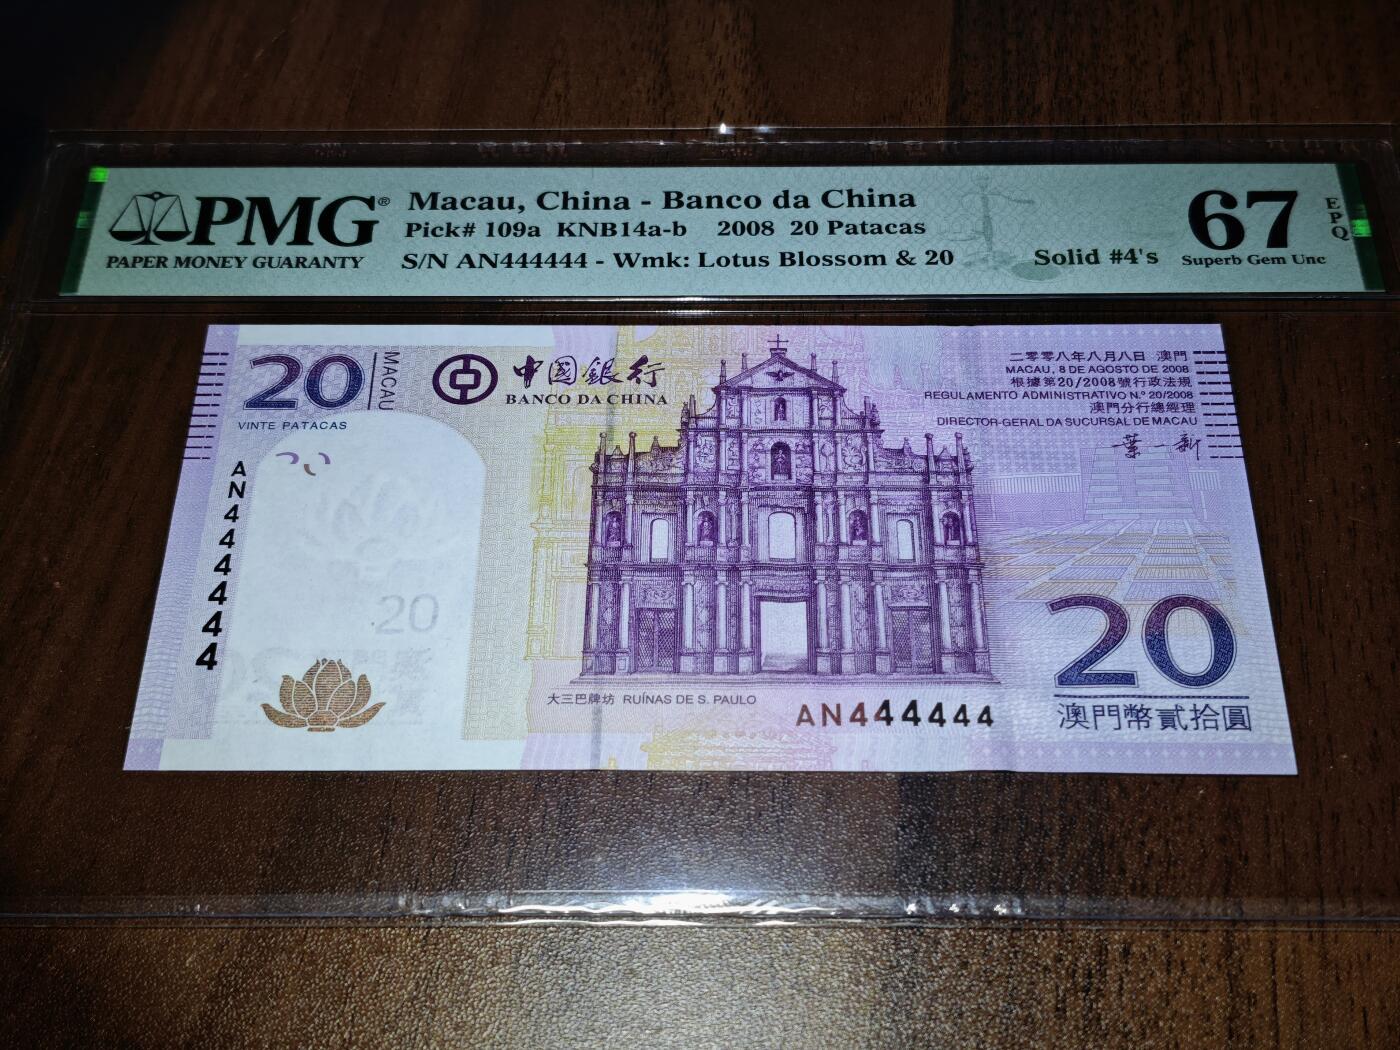 PMG®
PAPER MONEY GUARANTY
Macau, China - Banco da China
Pick# 109a KNB14a-b 2008 20 Patacas
S/N AN444444 - Wmk: Lotus Blossom & 20
Solid #4's
67
EPQ
Superb Gem Unc
20
MACAU
VINTE PATACAS
中國銀行
BANCO DA CHINA
二零零八年八月八日 澳門
MACAU, 8 DE AGOSTO DE 2008
根據第20/2008號行政法規
REGULAMENTO ADMINISTRATIVO N.º 20/2008
澳門分行總經理
DIRECTOR-GERAL DA SUCURSAL DE MACAU
葉一新
AN444444
20
大三巴牌坊 RUÍNAS DE S. PAULO
AN444444
20
澳門幣貳拾圓